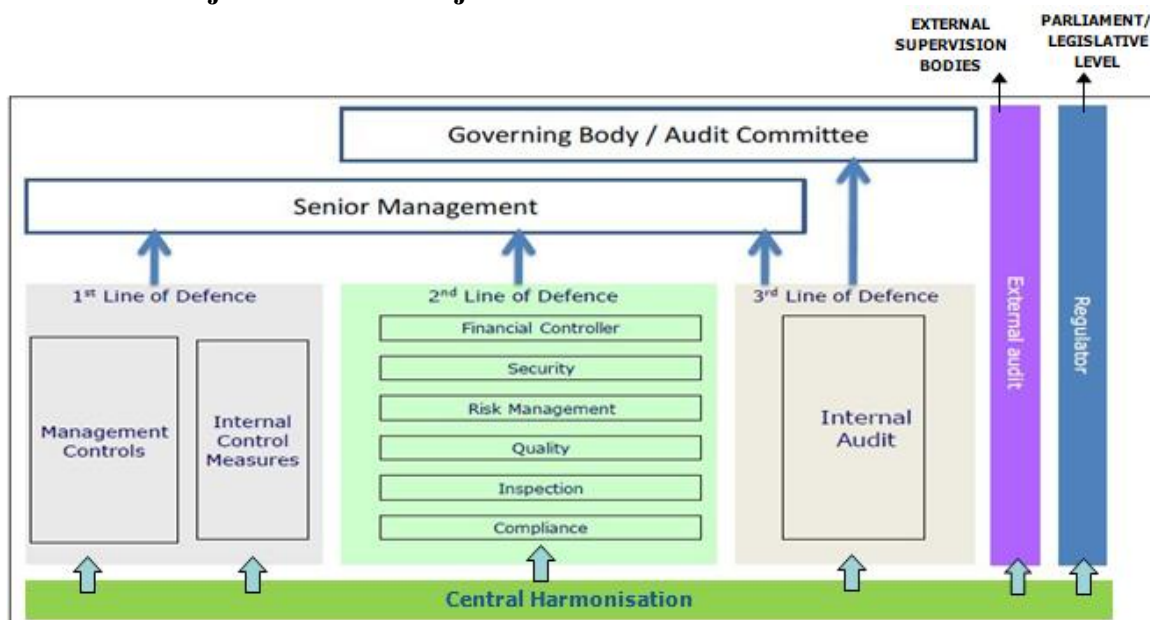 EXTERNAL
SUPERVISION
BODIES
PARLIAMENT/
LEGISLATIVE
LEVEL
Governing Body / Audit Committee
Senior Management
1st Line of Defence
Management
Controls
Internal
Control
Measures
2nd Line of Defence
Financial Controller
Security
Risk Management
Quality
Inspection
Compliance
3rd Line of Defence
Internal
Audit
External audit
Regulator
Central Harmonisation